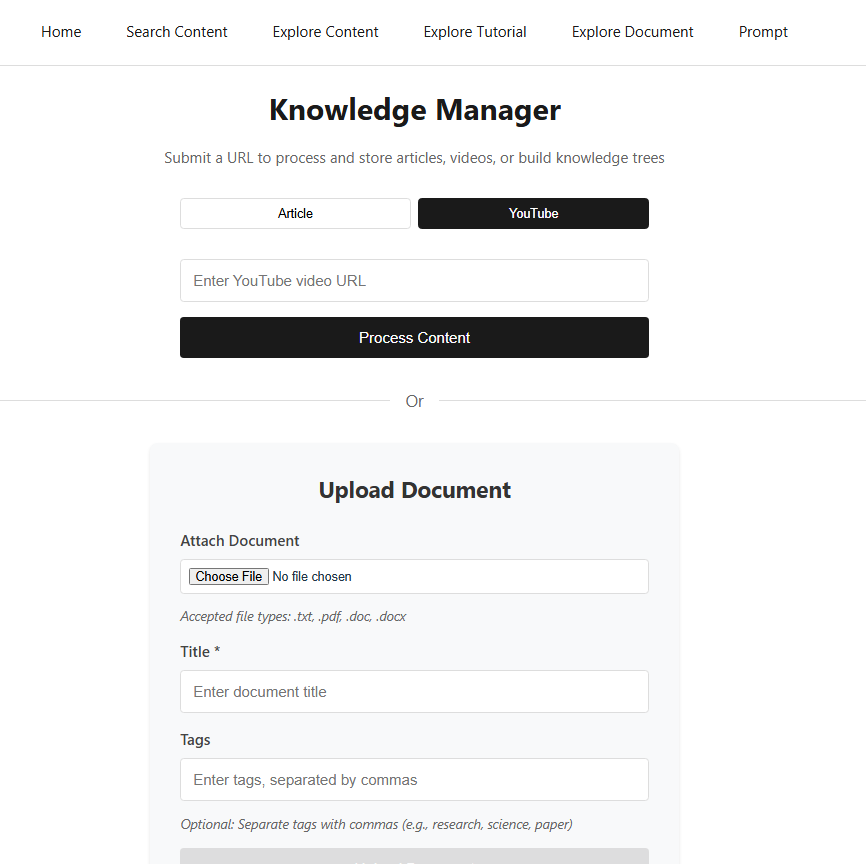 Home Search Content Explore Content Explore Tutorial Explore Document Prompt
Knowledge Manager
Submit a URL to process and store articles, videos, or build knowledge trees
Article YouTube
Enter YouTube video URL
Process Content
Or
Upload Document
Attach Document
Choose File No file chosen
Accepted file types: .txt, .pdf, .doc, .docx
Title *
Enter document title
Tags
Enter tags, separated by commas
Optional: Separate tags with commas (e.g., research, science, paper)